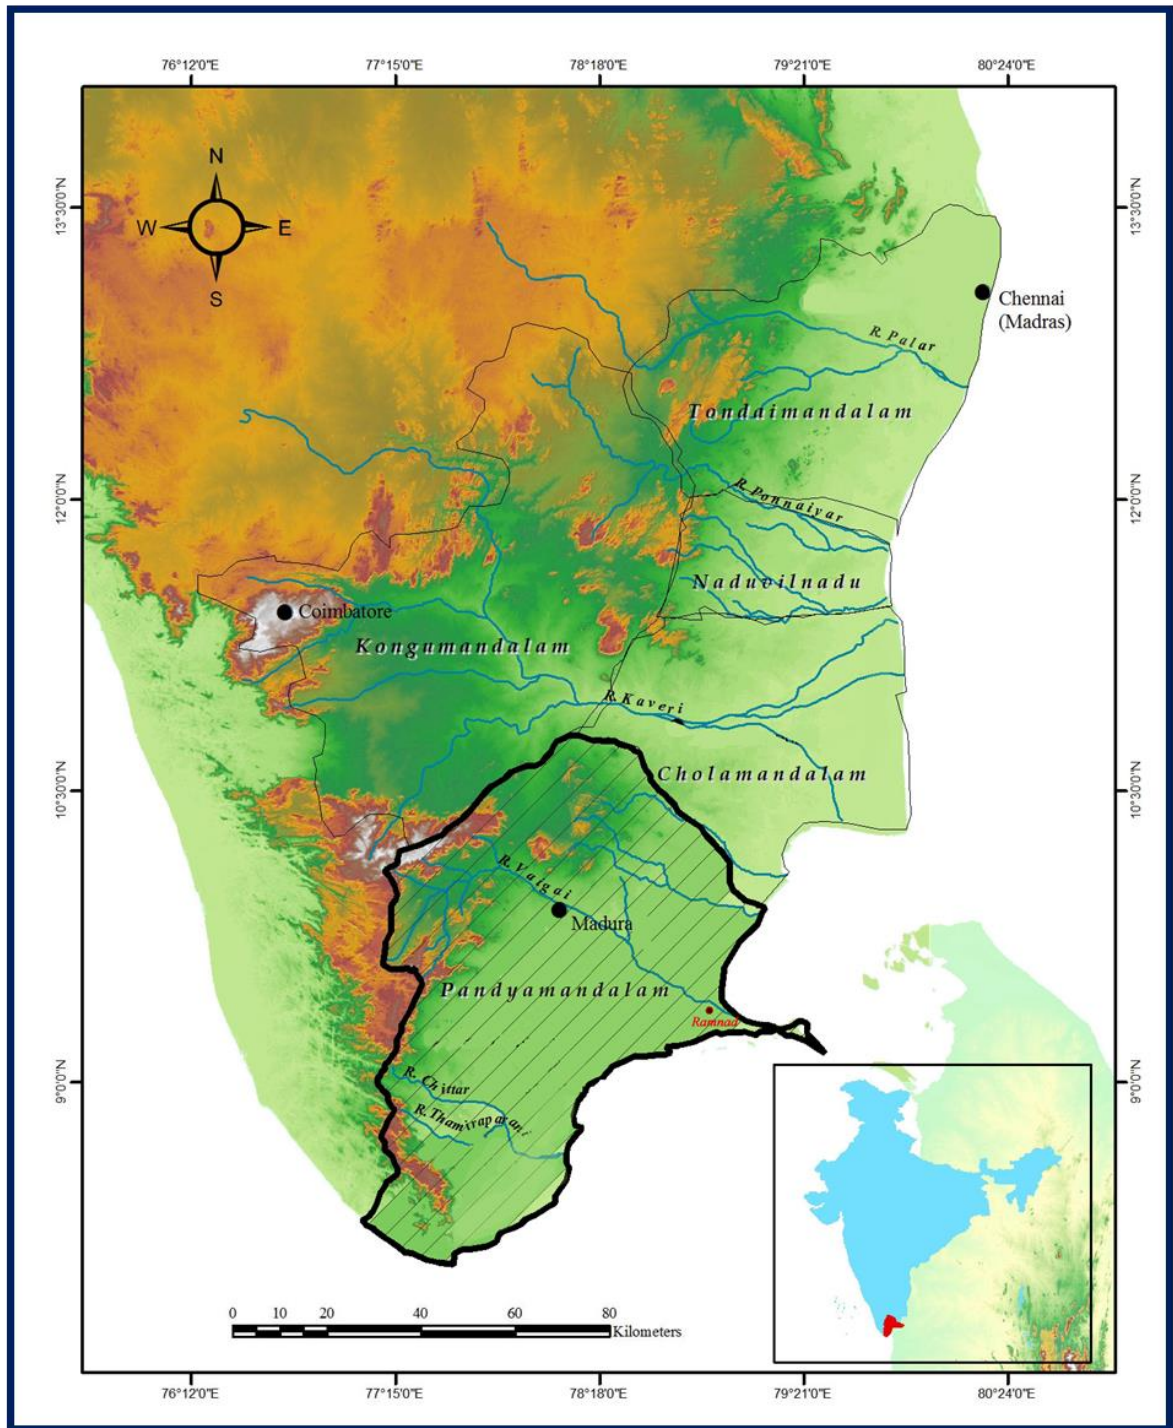 76°12'0"E 77°15'0"E 78°18'0"E 79°21'0"E 80°24'0"E
13°30'0"N
13°30'0"N
N
W E
S
Chennai
(Madras)
R. Palar
Tondaimandalam
12°0'0"N
12°0'0"N
R. Ponnaiyar
Naduvilnadu
Coimbatore
Kongumandalam
R. Kaveri
Cholamandalam
10°30'0"N
10°30'0"N
R. Vaigai
Madura
Pandyamandalam
Ramnad
9°0'0"N
9°0'0"N
R. Chittar
R. Thamiraparani
0 10 20 40 60 80
Kilometers
76°12'0"E 77°15'0"E 78°18'0"E 79°21'0"E 80°24'0"E